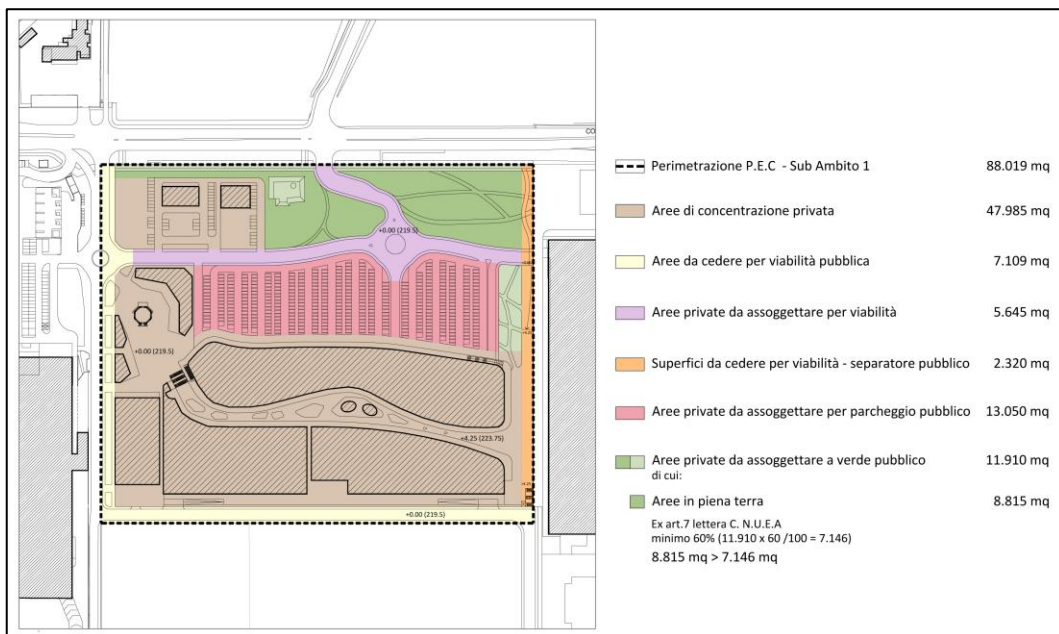 CO
+0.00 (219.5)
+0.00 (219.5)
+4.25 (223.75)
+0.00 (219.5)
Perimetrazione P.E.C - Sub Ambito 1 88.019 mq
Aree di concentrazione privata 47.985 mq
Aree da cedere per viabilità pubblica 7.109 mq
Aree private da assoggettare per viabilità 5.645 mq
Superfici da cedere per viabilità - separatore pubblico 2.320 mq
Aree private da assoggettare per parcheggio pubblico 13.050 mq
Aree private da assoggettare a verde pubblico 11.910 mq
di cui:
Aree in piena terra 8.815 mq
Ex art.7 lettera C. N.U.E.A
minimo 60% (11.910 x 60 /100 = 7.146)
8.815 mq > 7.146 mq